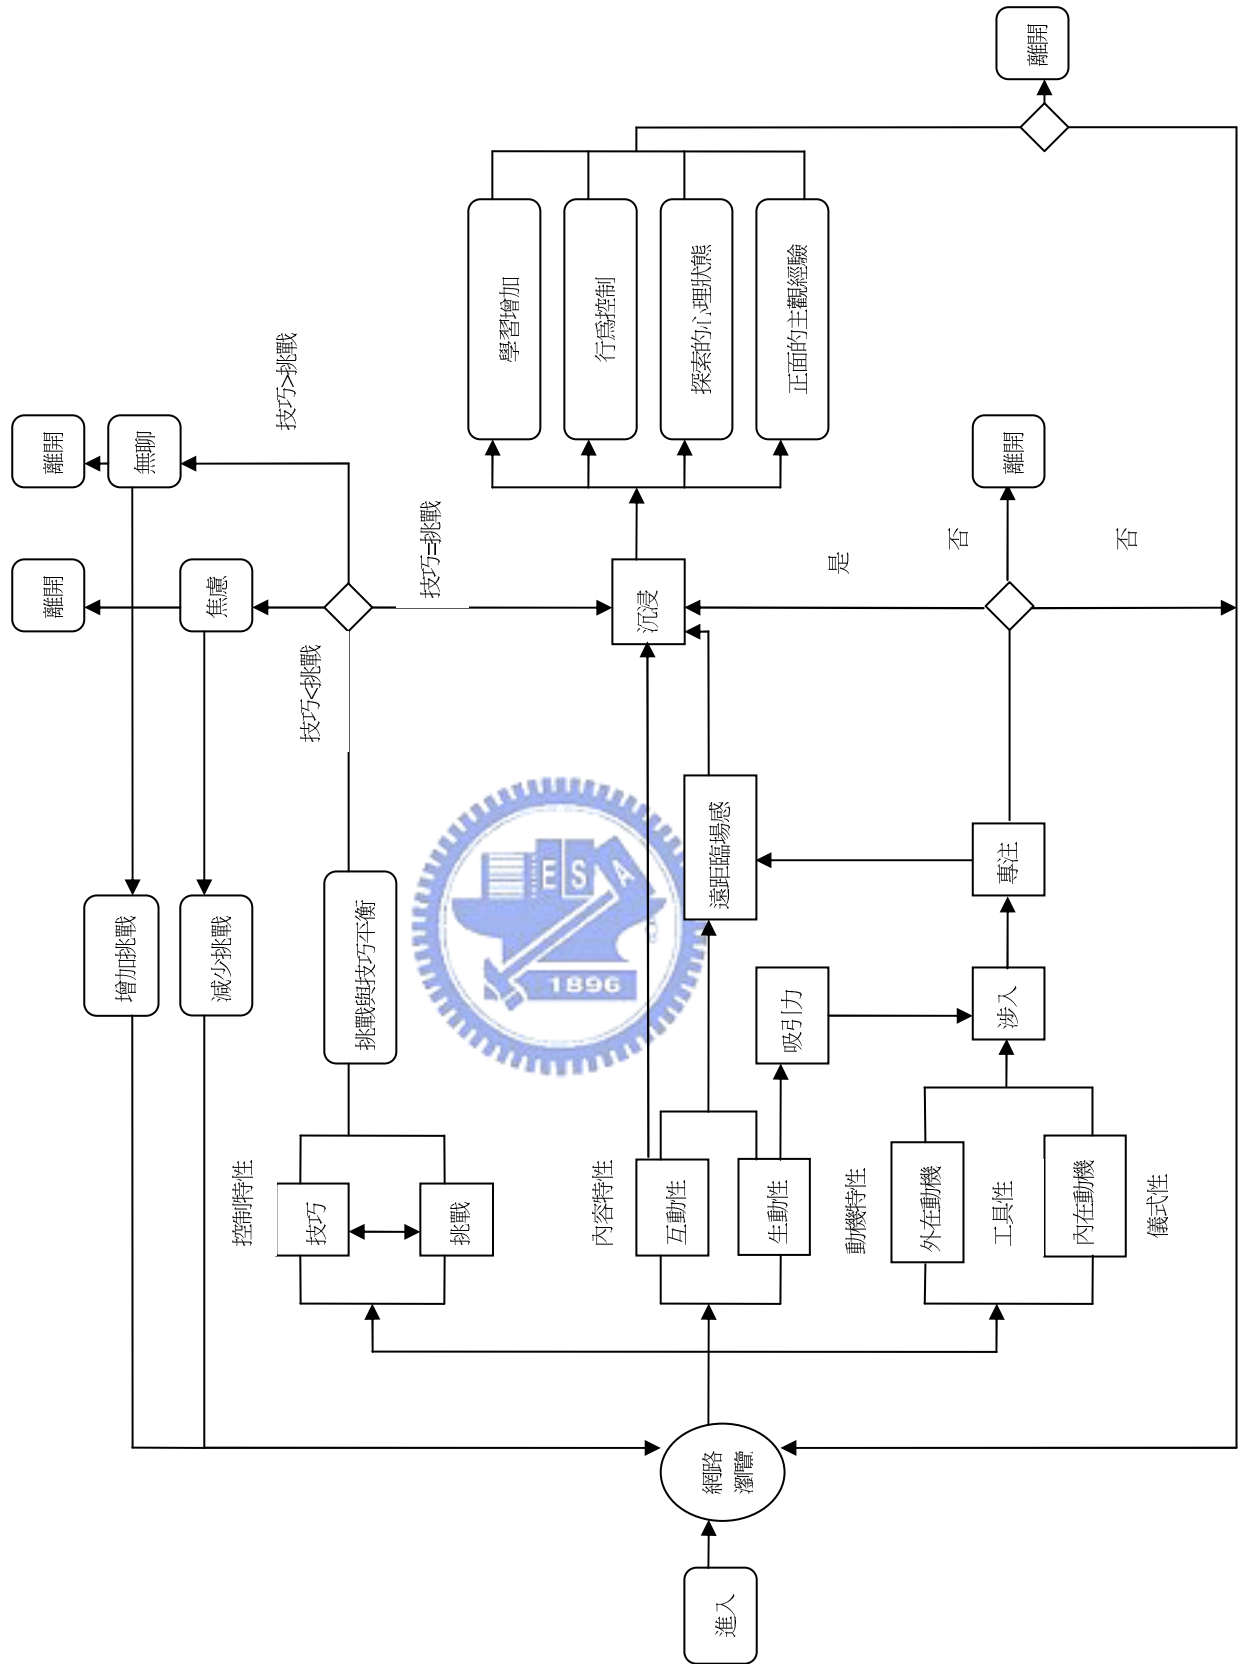 離開
離開
增加挑戰
無聊
減少挑戰
焦慮
控制特性
技巧>挑戰
技巧
技巧<挑戰
挑戰與技巧平衡
技巧=挑戰
挑戰
學習增加
E S A
1896
內容特性
行為控制
沉浸
互動性
探索的心理狀態
進入
網路
瀏覽
遠距臨場感
生動性
吸引力
正面的主觀經驗
是
動機特性
外在動機
否
工具性
涉入
專注
離開
離開
內在動機
否
儀式性